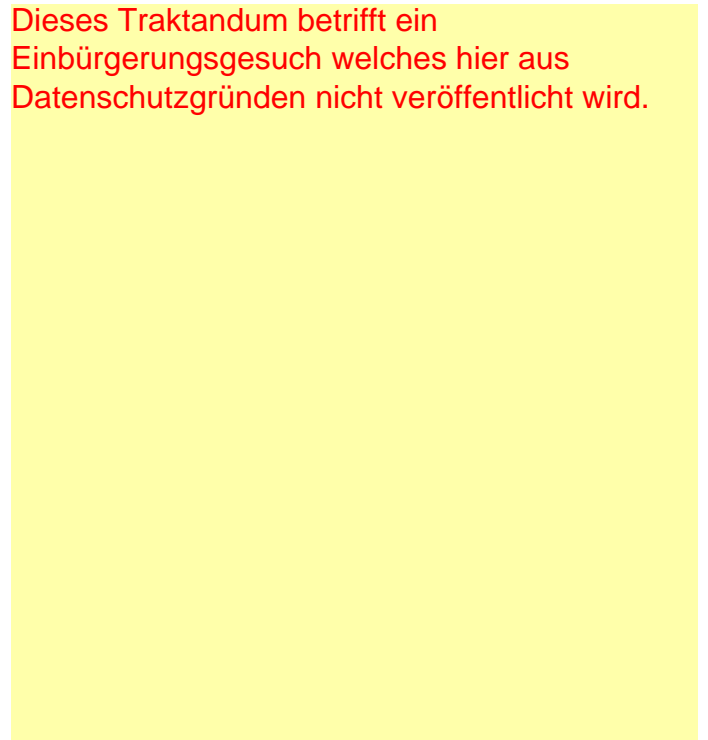 Dieses Traktandum betrifft ein
Einbürgerungsgesuch welches hier aus
Datenschutzgründen nicht veröffentlicht wird.